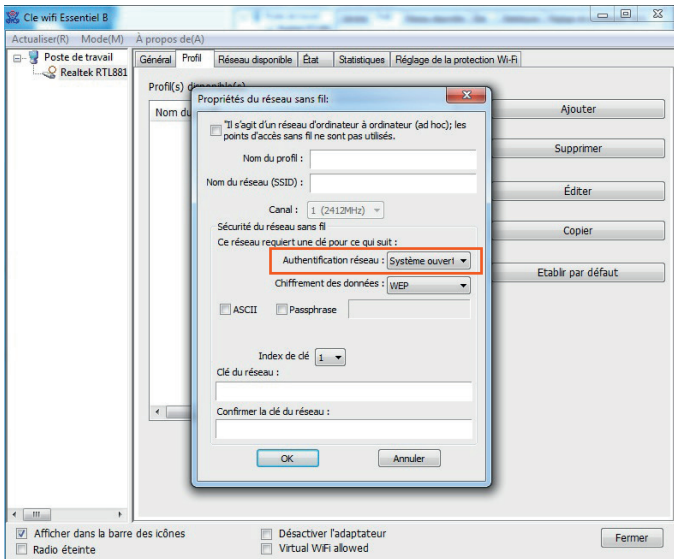 Cle wifi Essentiel B
Actualiser(R) Mode(M) À propos de(A)
Poste de travail
Realtek RTL881
Général Profil Réseau disponible État Statistiques Réglage de la protection Wi-Fi
Profil(s)
Nom du
Ajouter
Supprimer
Éditer
Copier
Etablir par défaut
Propriétés du réseau sans fil:
"Il s'agit d'un réseau d'ordinateur à ordinateur (ad hoc); les
points d'accès sans fil ne sont pas utilisés.
Nom du profil :
Nom du réseau (SSID) :
Canal : 1 (2412MHz)
Sécurité du réseau sans fil
Ce réseau requiert une clé pour ce qui suit :
Authentification réseau : Système ouvert
Chiffrement des données : WEP
ASCII Passphrase
Index de clé 1
Clé du réseau :
Confirmer la clé du réseau :
OK Annuler
Afficher dans la barre des icônes
Radio éteinte
Désactiver l'adaptateur
Virtual WiFi allowed
Fermer